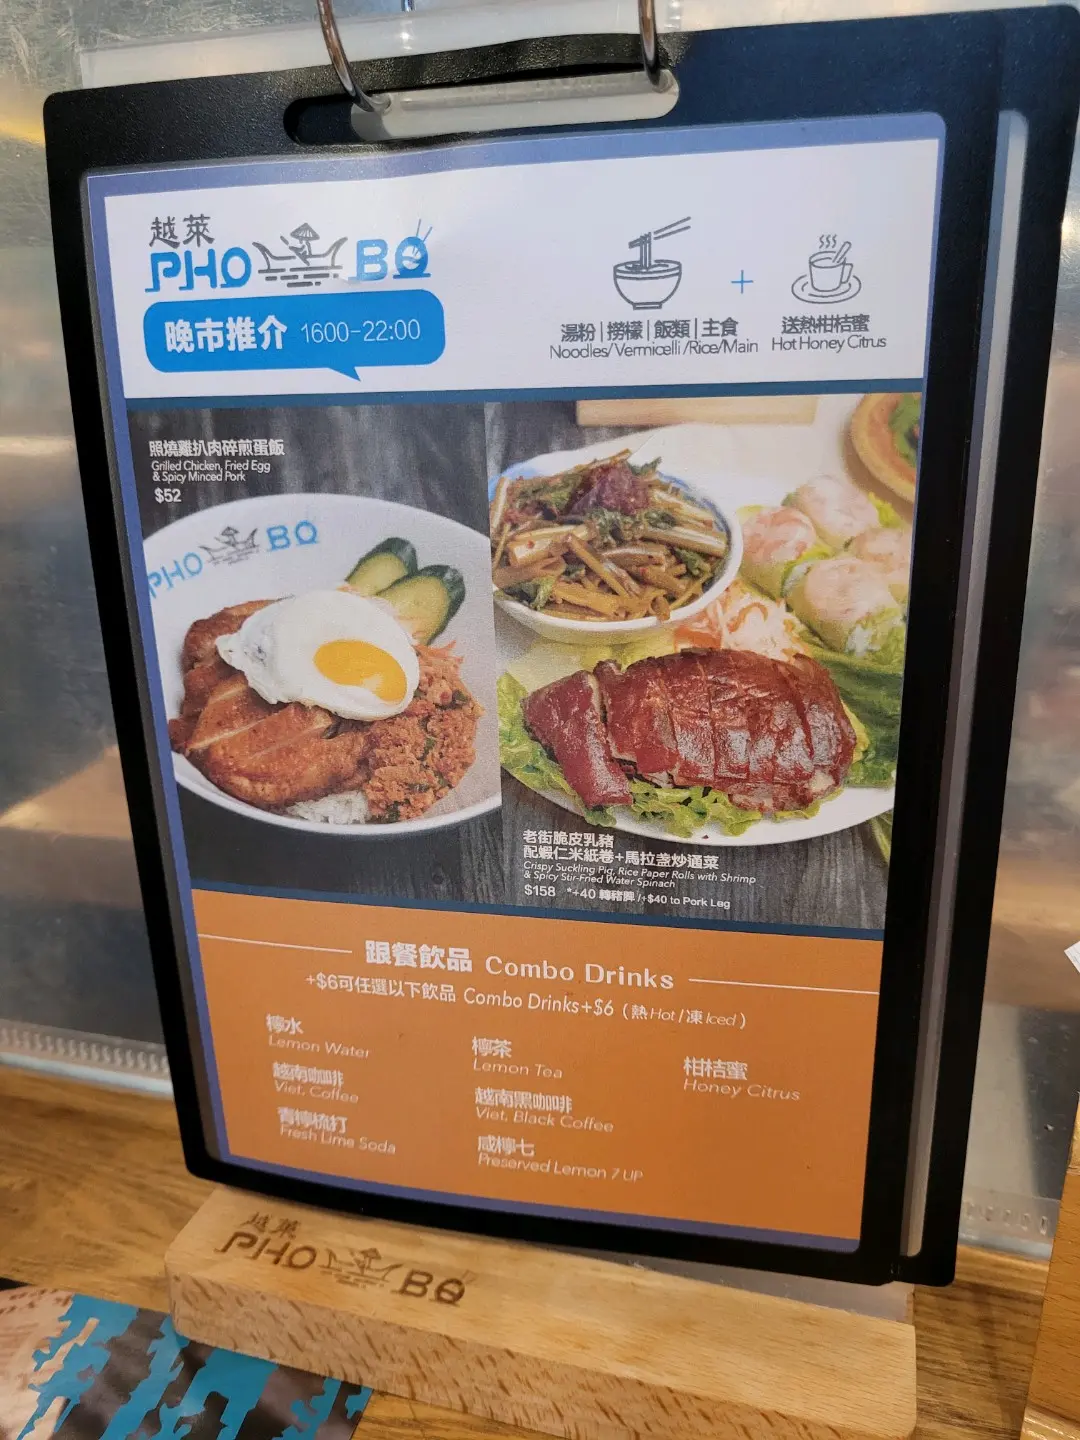 越萊
PHO BO
晚市推介 1600-22:00
湯粉|撈檬|飯類|主食
Noodles/Vermicelli/Rice/Main
+
送熱柑桔蜜
Hot Honey Citrus
照燒雞扒肉碎煎蛋飯
Grilled Chicken, Fried Egg
& Spicy Minced Pork
$52
PHO BO
老街脆皮乳豬
配蝦仁米紙卷+馬拉盞炒通菜
Crispy Suckling Pig, Rice Paper Rolls with Shrimp
& Spicy Stir-Fried Water Spinach
$158 *+40 轉豬髀/+$40 to Pork Leg
跟餐飲品 Combo Drinks
+$6可任選以下飲品 Combo Drinks+$6 (熱Hot/凍Iced)
檸水
Lemon Water
越南咖啡
Viet. Coffee
青檸梳打
Fresh Lime Soda
檸茶
Lemon Tea
越南黑咖啡
Viet. Black Coffee
咸檸七
Preserved Lemon 7 UP
柑桔蜜
Honey Citrus
越萊
PHO BO